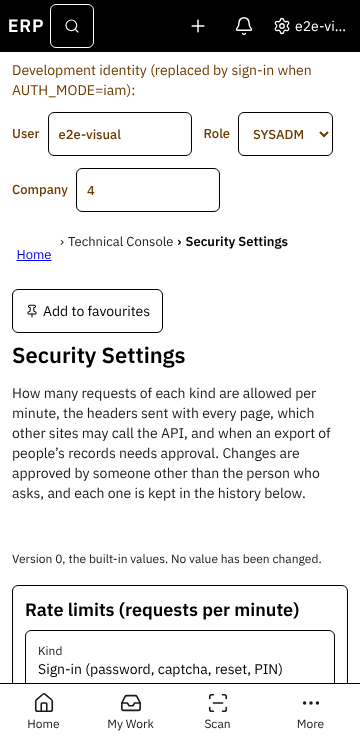 ERP
e2e-vi...
Development identity (replaced by sign-in when
AUTH_MODE=iam):
User e2e-visual Role SYSADM
Company 4
Home › Technical Console › Security Settings
Add to favourites
Security Settings
How many requests of each kind are allowed per
minute, the headers sent with every page, which
other sites may call the API, and when an export of
people’s records needs approval. Changes are
approved by someone other than the person who
asks, and each one is kept in the history below.
Version 0, the built-in values. No value has been changed.
Rate limits (requests per minute)
Kind
Sign-in (password, captcha, reset, PIN)
Home My Work Scan More